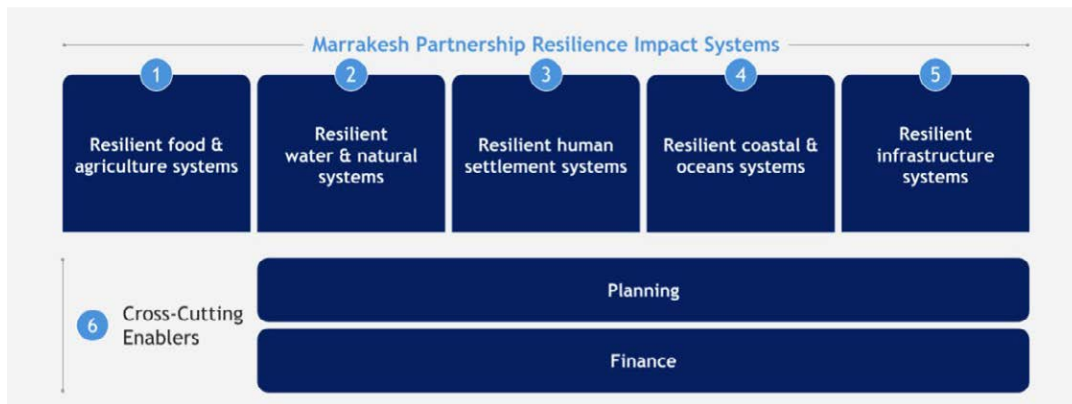 Marrakesh Partnership Resilience Impact Systems
1
Resilient food &
agriculture systems
2
Resilient
water & natural
systems
3
Resilient human
settlement systems
4
Resilient coastal &
oceans systems
5
Resilient
infrastructure
systems
6
Cross-Cutting
Enablers
Planning
Finance